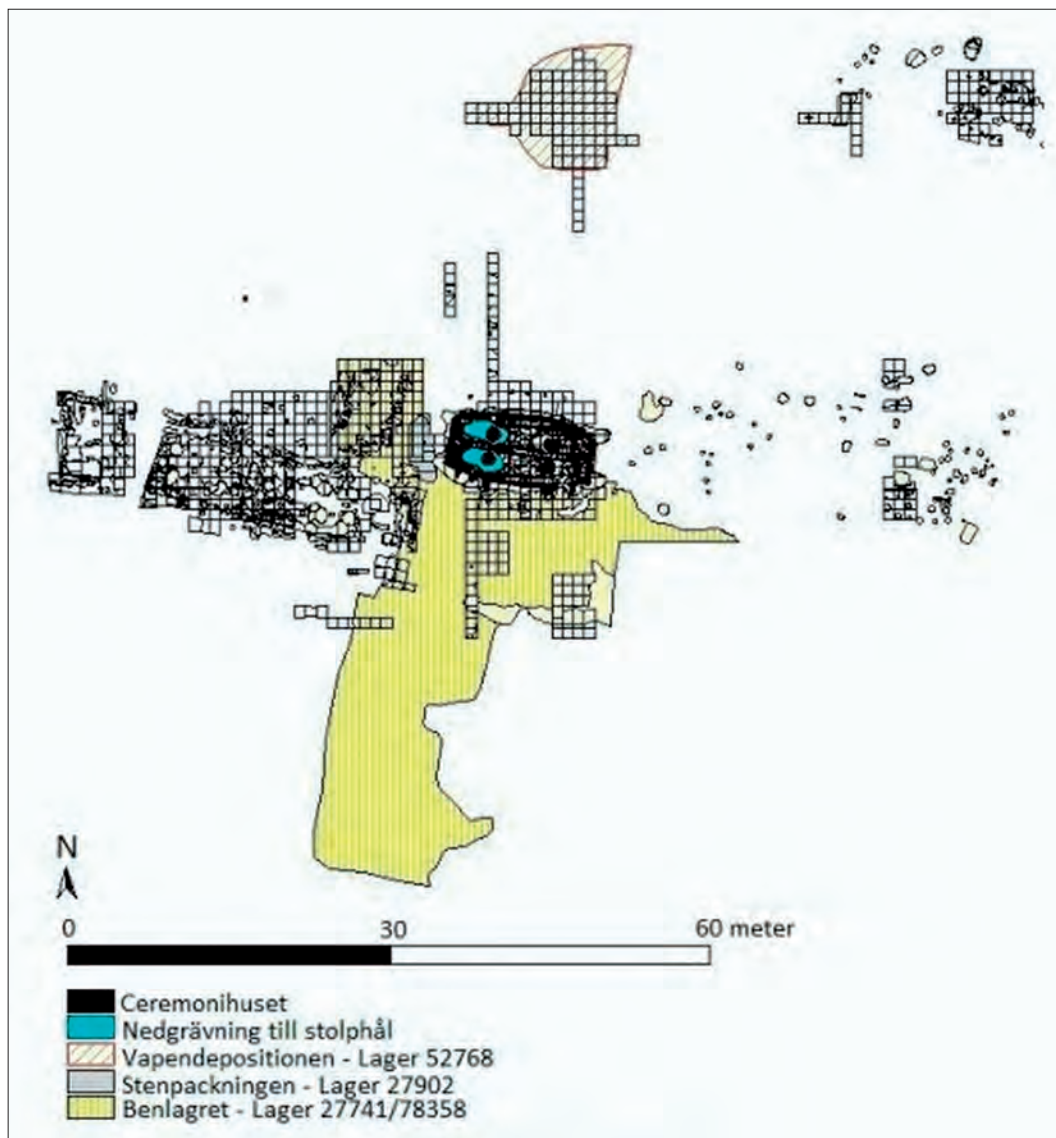 N
0 30 60 meter
Ceremonihuset
Nedgrävning till stolphål
Vapendepositionen - Lager 52768
Stenpackningen - Lager 27902
Benlagret - Lager 27741/78358